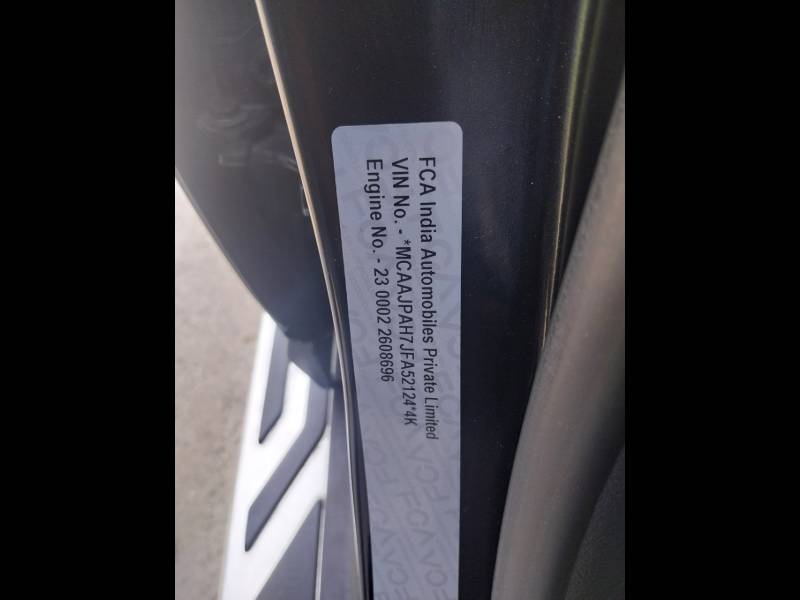 FCA India Automobiles Private Limited
VIN No. - *MCAAJPAH7JFA52124*4K
Engine No. - 23 0002 2608696